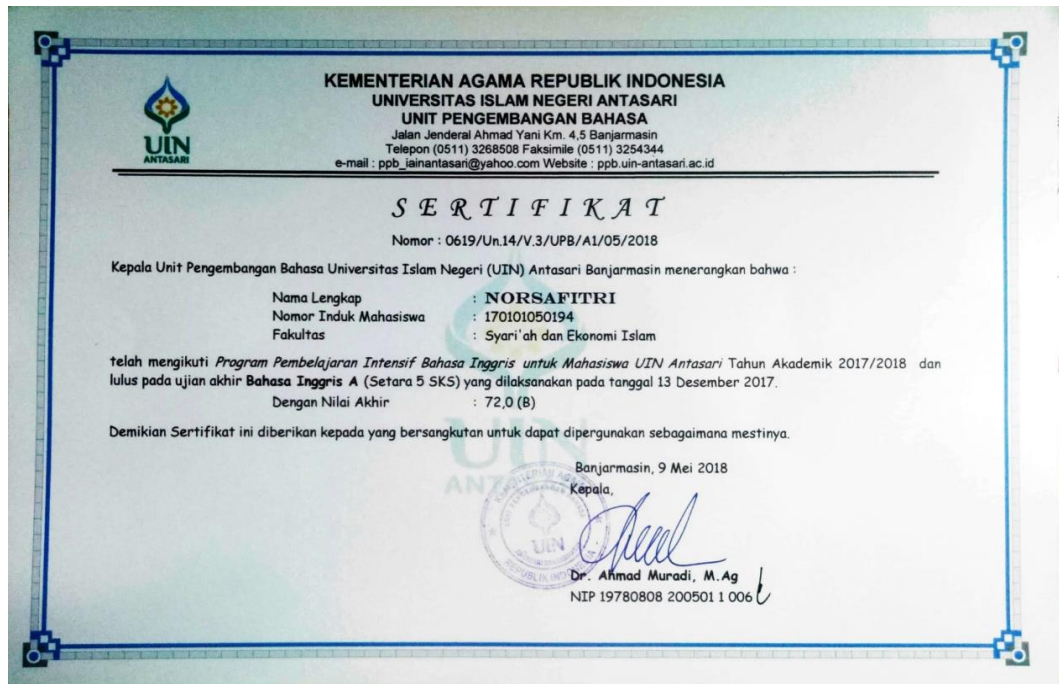 KEMENTERIAN AGAMA REPUBLIK INDONESIA
UNIVERSITAS ISLAM NEGERI ANTASARI
UNIT PENGEMBANGAN BAHASA
Jalan Jenderal Ahmad Yani Km. 4,5 Banjarmasin
Telepon (0511) 3268508 Faksimile (0511) 3254344
e-mail : ppb_iainantasari@yahoo.com Website : ppb.uin-antasari.ac.id
UIN
ANTASARI
SERTIFIKAT
Nomor : 0619/Un.14/V.3/UPB/A1/05/2018
Kepala Unit Pengembangan Bahasa Universitas Islam Negeri (UIN) Antasari Banjarmasin menerangkan bahwa :
Nama Lengkap : NORSAFITRI
Nomor Induk Mahasiswa : 170101050194
Fakultas : Syari'ah dan Ekonomi Islam
telah mengikuti Program Pembelajaran Intensif Bahasa Inggris untuk Mahasiswa UIN Antasari Tahun Akademik 2017/2018 dan
lulus pada ujian akhir Bahasa Inggris A (Setara 5 SKS) yang dilaksanakan pada tanggal 13 Desember 2017.
Dengan Nilai Akhir : 72,0 (B)
Demikian Sertifikat ini diberikan kepada yang bersangkutan untuk dapat dipergunakan sebagaimana mestinya.
UIN
Banjarmasin, 9 Mei 2018
Kepala,
KEMENTERIAN AGAMA
UIN
REPUBLIK INDONESIA
Dr. Ahmad Muradi, M.Ag
NIP 19780808 200501 1 006